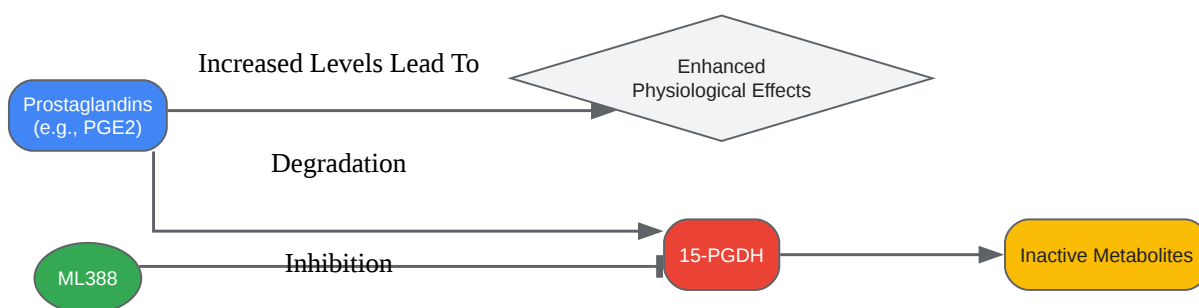 Increased Levels Lead To
Enhanced
Physiological Effects
Prostaglandins
(e.g., PGE2)
Degradation
15-PGDH
Inactive Metabolites
Inhibition
ML388